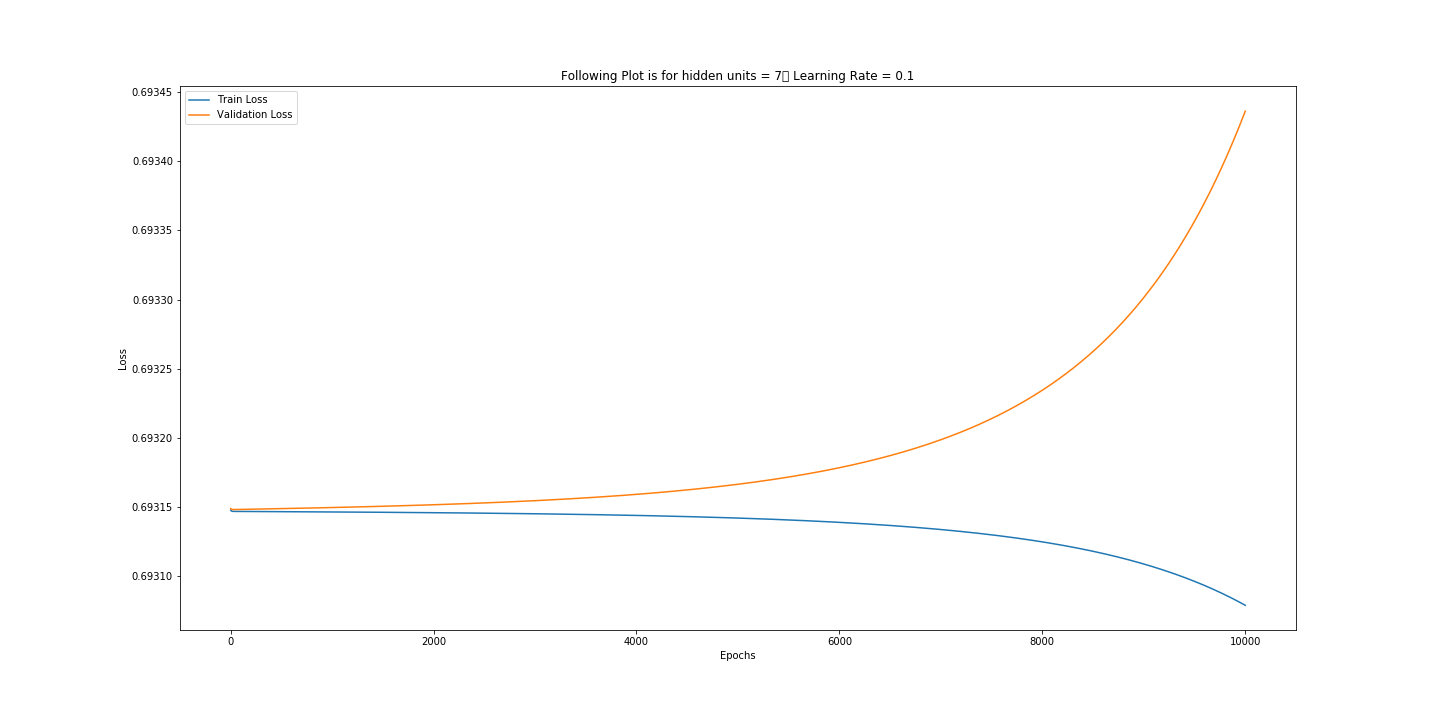 Following Plot is for hidden units = 7 Learning Rate = 0.1
Train Loss
Validation Loss
0.69345
0.69340
0.69335
0.69330
0.69325
0.69320
0.69315
0.69310
Loss
0 2000 4000 6000 8000 10000
Epochs